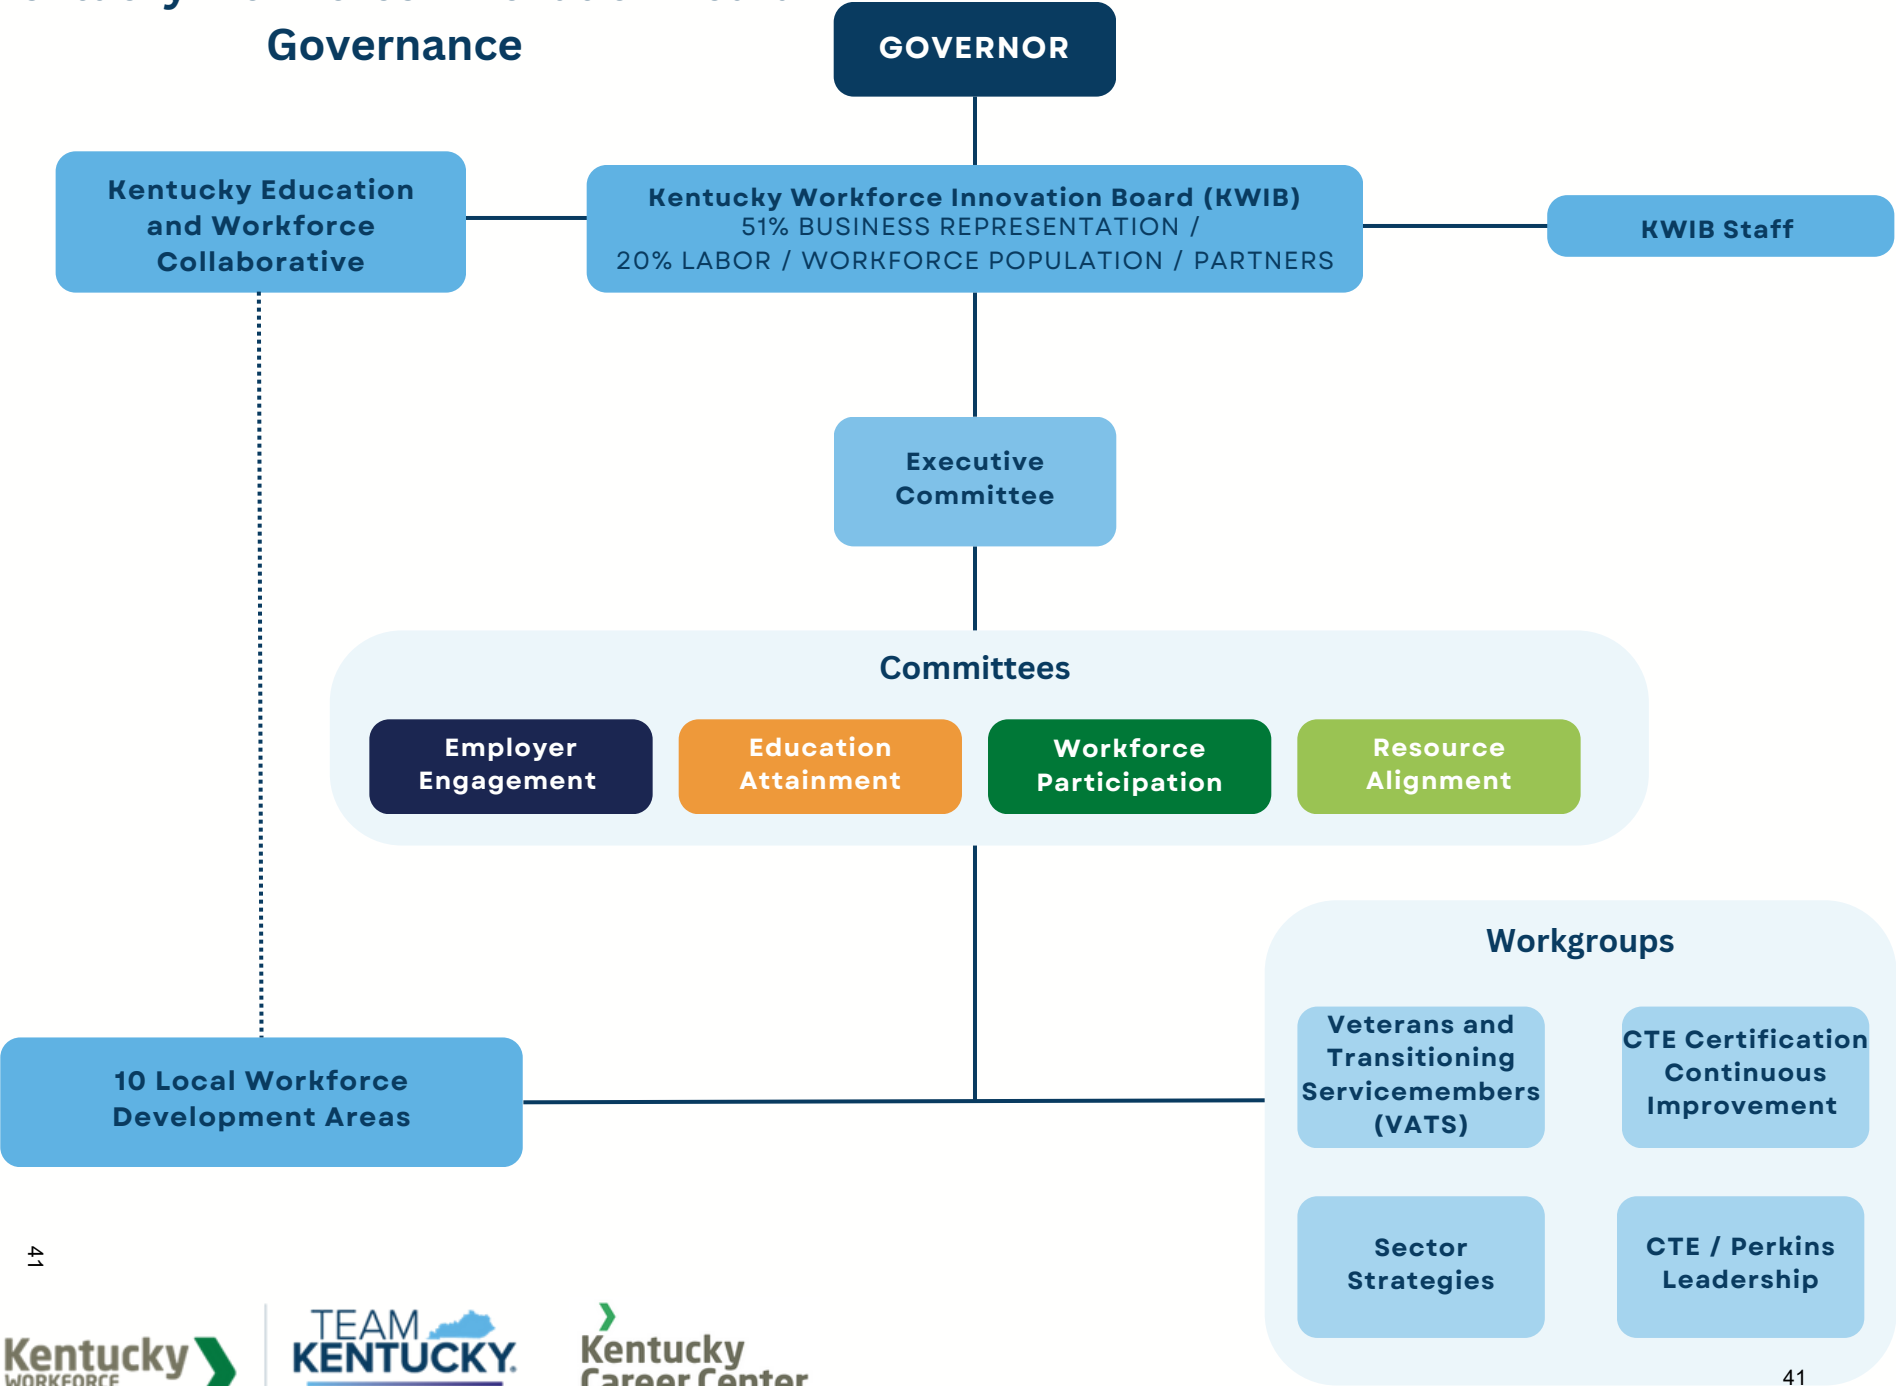 Governance
GOVERNOR
Kentucky Education
and Workforce
Collaborative
Kentucky Workforce Innovation Board (KWIB)
51% BUSINESS REPRESENTATION /
20% LABOR / WORKFORCE POPULATION / PARTNERS
KWIB Staff
Executive
Committee
Committees
Employer
Engagement
Education
Attainment
Workforce
Participation
Resource
Alignment
Workgroups
Veterans and
Transitioning
Servicemembers
(VATS)
CTE Certification
Continuous
Improvement
10 Local Workforce
Development Areas
Sector
Strategies
CTE / Perkins
Leadership
41
Kentucky
WORKFORCE
TEAM
KENTUCKY.
Kentucky
Career Center
41